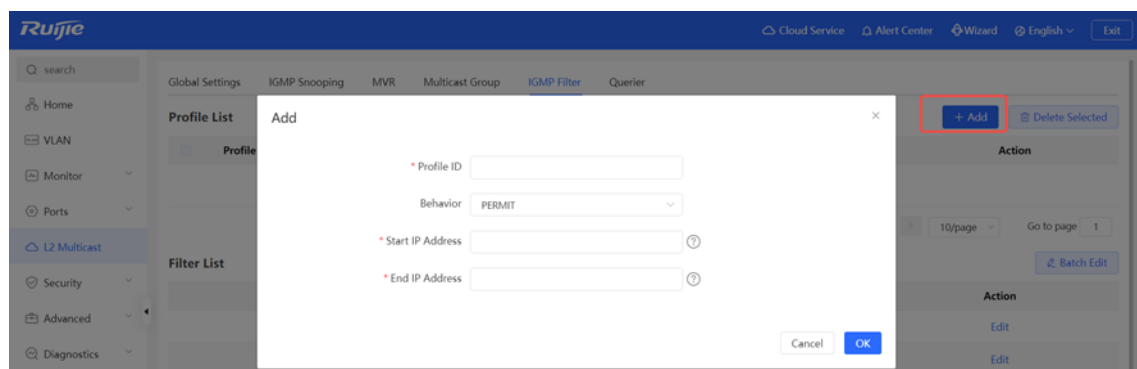 Ruijie
Cloud Service Alert Center Wizard English Exit
search
Global Settings IGMP Snooping MVR Multicast Group IGMP Filter Querier
Home
Profile List Add × + Add Delete Selected
VLAN
Profile Action
Monitor
* Profile ID
Ports
Behavior PERMIT
10/page Go to page 1
L2 Multicast
* Start IP Address ?
Filter List Batch Edit
Security
* End IP Address ?
Action
Advanced
Edit
Cancel OK
Diagnostics
Edit